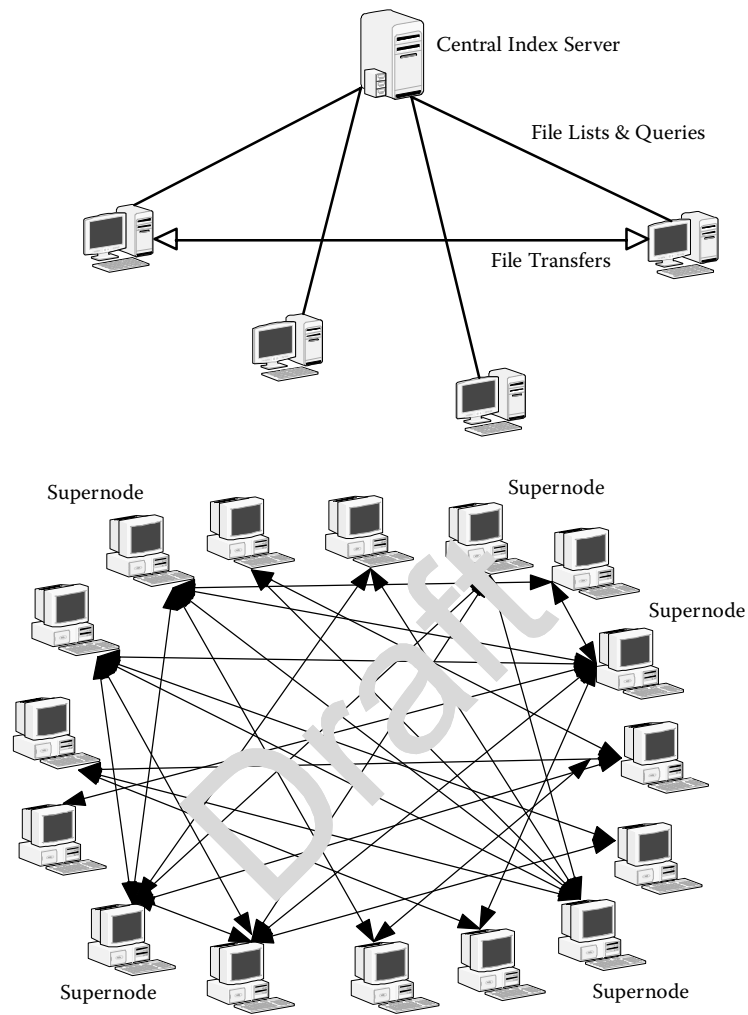 Central Index Server
File Lists & Queries
File Transfers
Supernode
Supernode
Supernode
Draft
Supernode
Supernode